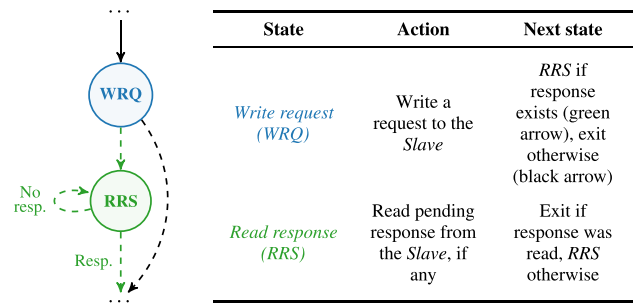 ...
WRQ
RRS
No
resp.
Resp.
...
State Action Next state
Write request
(WRQ)
Write a
request to the
Slave
RRS if
response
exists (green
arrow), exit
otherwise
(black arrow)
Read response
(RRS)
Read pending
response from
the Slave, if
any
Exit if
response was
read, RRS
otherwise